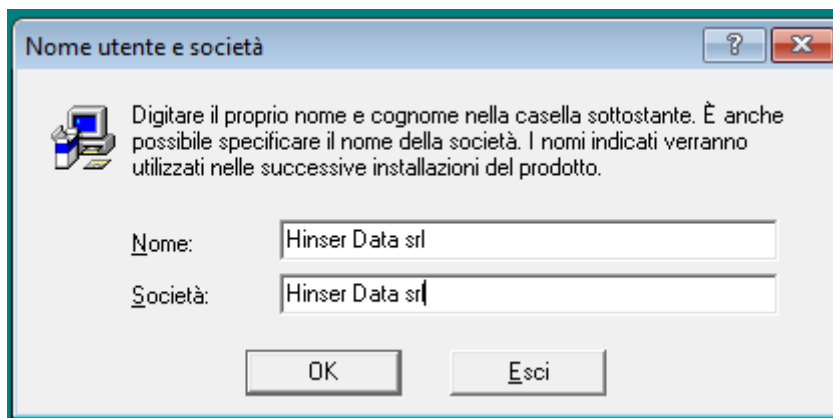 Nome utente e società
Digitare il proprio nome e cognome nella casella sottostante. È anche
possibile specificare il nome della società. I nomi indicati verranno
utilizzati nelle successive installazioni del prodotto.
Nome: Hinser Data srl
Società: Hinser Data srl
OK Esci